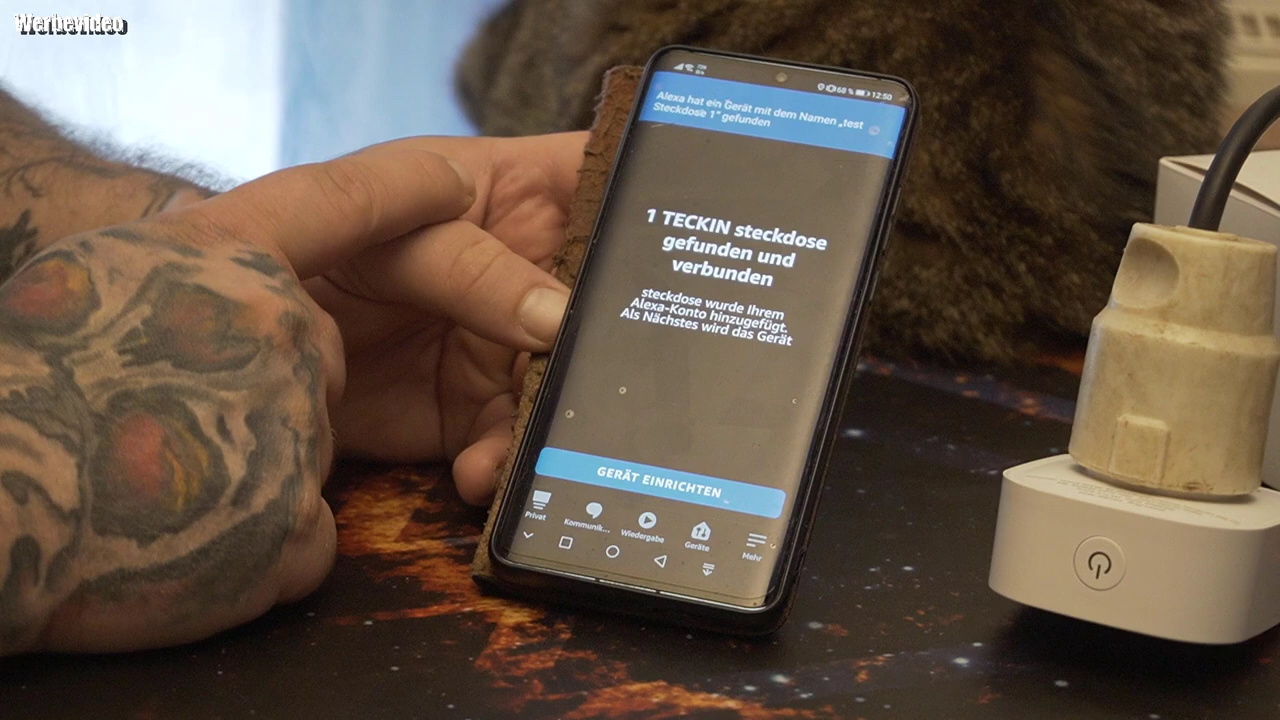 Werbevideo
68 % 12:50
Alexa hat ein Gerät mit dem Namen „test
Steckdose 1" gefunden
1 TECKIN steckdose
gefunden und
verbunden
steckdose wurde Ihrem
Alexa-Konto hinzugefügt.
Als Nächstes wird das Gerät
GERÄT EINRICHTEN
Privat
Kommunik...
Wiedergabe
Geräte
Mehr